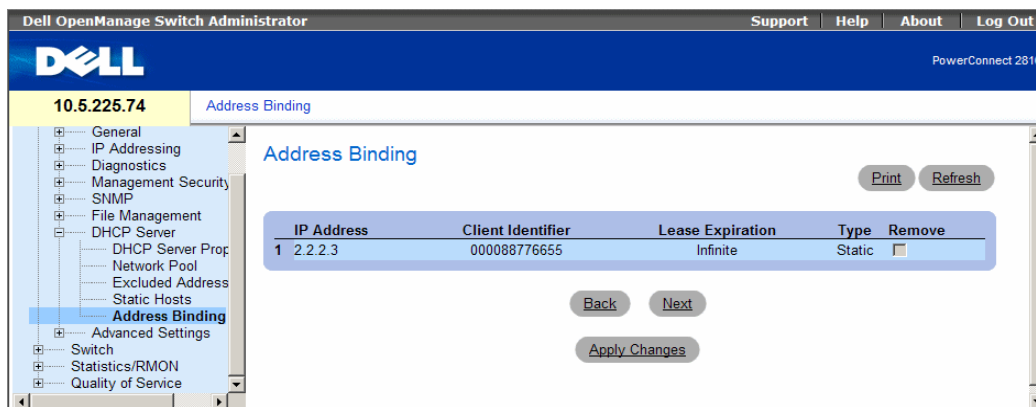 Dell OpenManage Switch Administrator Support Help About Log Out
DELL
PowerConnect 281
10.5.225.74 Address Binding
General
IP Addressing
Diagnostics
Management Security
SNMP
File Management
DHCP Server
DHCP Server Prop
Network Pool
Excluded Address
Static Hosts
Address Binding
Advanced Settings
Switch
Statistics/RMON
Quality of Service
Address Binding
Print Refresh
IP Address Client Identifier Lease Expiration Type Remove
1 2.2.2.3 000088776655 Infinite Static
Back Next
Apply Changes